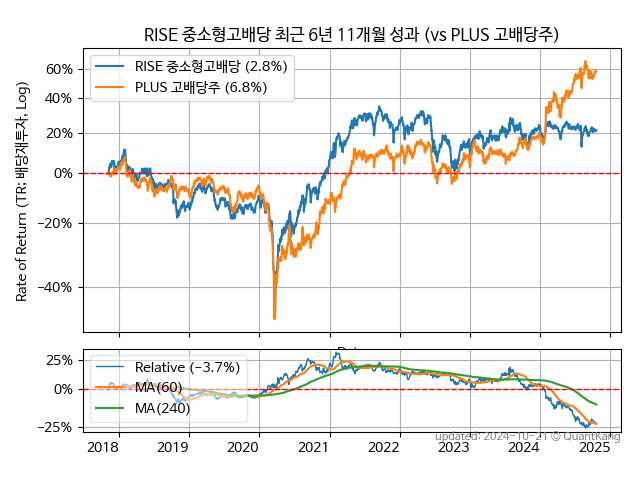 RISE 중소형고배당 최근 6년 11개월 성과 (vs PLUS 고배당주)
Rate of Return (TR: 배당재투자, Log)
RISE 중소형고배당 (2.8%)
PLUS 고배당주 (6.8%)
60%
40%
20%
0%
−20%
−40%
25%
0%
−25%
Relative (−3.7%)
MA(60)
MA(240)
updated: 2024-10-21 © QuantKang
2018 2019 2020 2021 2022 2023 2024 2025